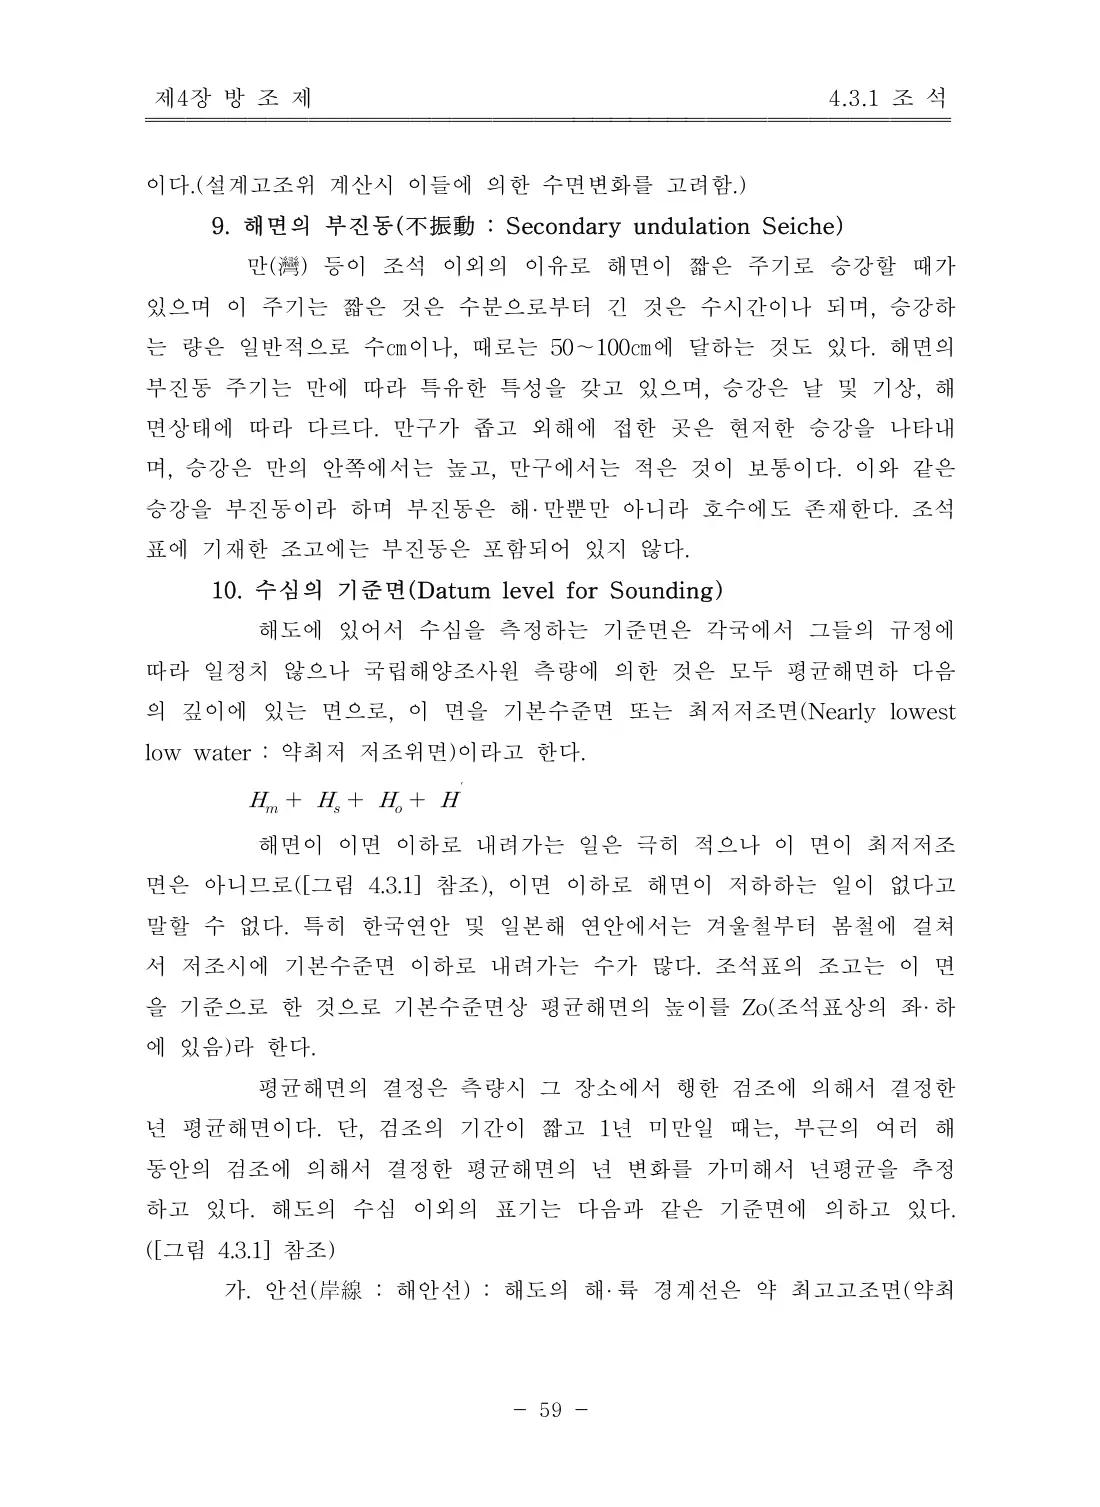 제4장 방 조 제 4.3.1 조 석
이다.(설계고조위 계산시 이들에 의한 수면변화를 고려함.)
9. 해면의 부진동(不振動 : Secondary undulation Seiche)
만(灣) 등이 조석 이외의 이유로 해면이 짧은 주기로 승강할 때가
있으며 이 주기는 짧은 것은 수분으로부터 긴 것은 수시간이나 되며, 승강하
는 량은 일반적으로 수㎝이나, 때로는 50∼100㎝에 달하는 것도 있다. 해면의
부진동 주기는 만에 따라 특유한 특성을 갖고 있으며, 승강은 날 및 기상, 해
면상태에 따라 다르다. 만구가 좁고 외해에 접한 곳은 현저한 승강을 나타내
며, 승강은 만의 안쪽에서는 높고, 만구에서는 적은 것이 보통이다. 이와 같은
승강을 부진동이라 하며 부진동은 해·만뿐만 아니라 호수에도 존재한다. 조석
표에 기재한 조고에는 부진동은 포함되어 있지 않다.
10. 수심의 기준면(Datum level for Sounding)
해도에 있어서 수심을 측정하는 기준면은 각국에서 그들의 규정에
따라 일정치 않으나 국립해양조사원 측량에 의한 것은 모두 평균해면하 다음
의 깊이에 있는 면으로, 이 면을 기본수준면 또는 최저저조면(Nearly lowest
low water : 약최저 저조위면)이라고 한다.
Hm + Hs + Ho + H′
해면이 이면 이하로 내려가는 일은 극히 적으나 이 면이 최저저조
면은 아니므로([그림 4.3.1] 참조), 이면 이하로 해면이 저하하는 일이 없다고
말할 수 없다. 특히 한국연안 및 일본해 연안에서는 겨울철부터 봄철에 걸쳐
서 저조시에 기본수준면 이하로 내려가는 수가 많다. 조석표의 조고는 이 면
을 기준으로 한 것으로 기본수준면상 평균해면의 높이를 Zo(조석표상의 좌·하
에 있음)라 한다.
평균해면의 결정은 측량시 그 장소에서 행한 검조에 의해서 결정한
년 평균해면이다. 단, 검조의 기간이 짧고 1년 미만일 때는, 부근의 여러 해
동안의 검조에 의해서 결정한 평균해면의 년 변화를 가미해서 년평균을 추정
하고 있다. 해도의 수심 이외의 표기는 다음과 같은 기준면에 의하고 있다.
([그림 4.3.1] 참조)
가. 안선(岸線 : 해안선) : 해도의 해·륙 경계선은 약 최고고조면(약최
- 59 -